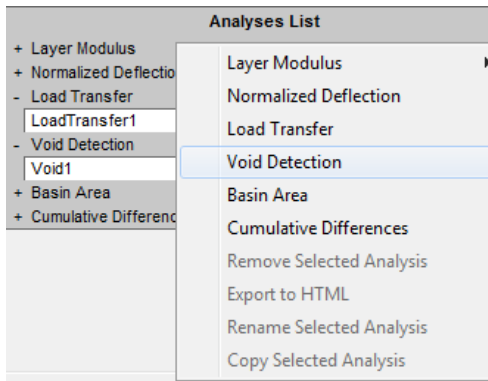 Analyses List
+ Layer Modulus
+ Normalized Deflectio
- Load Transfer
LoadTransfer1
- Void Detection
Void1
+ Basin Area
+ Cumulative Differenc
Layer Modulus
Normalized Deflection
Load Transfer
Void Detection
Basin Area
Cumulative Differences
Remove Selected Analysis
Export to HTML
Rename Selected Analysis
Copy Selected Analysis